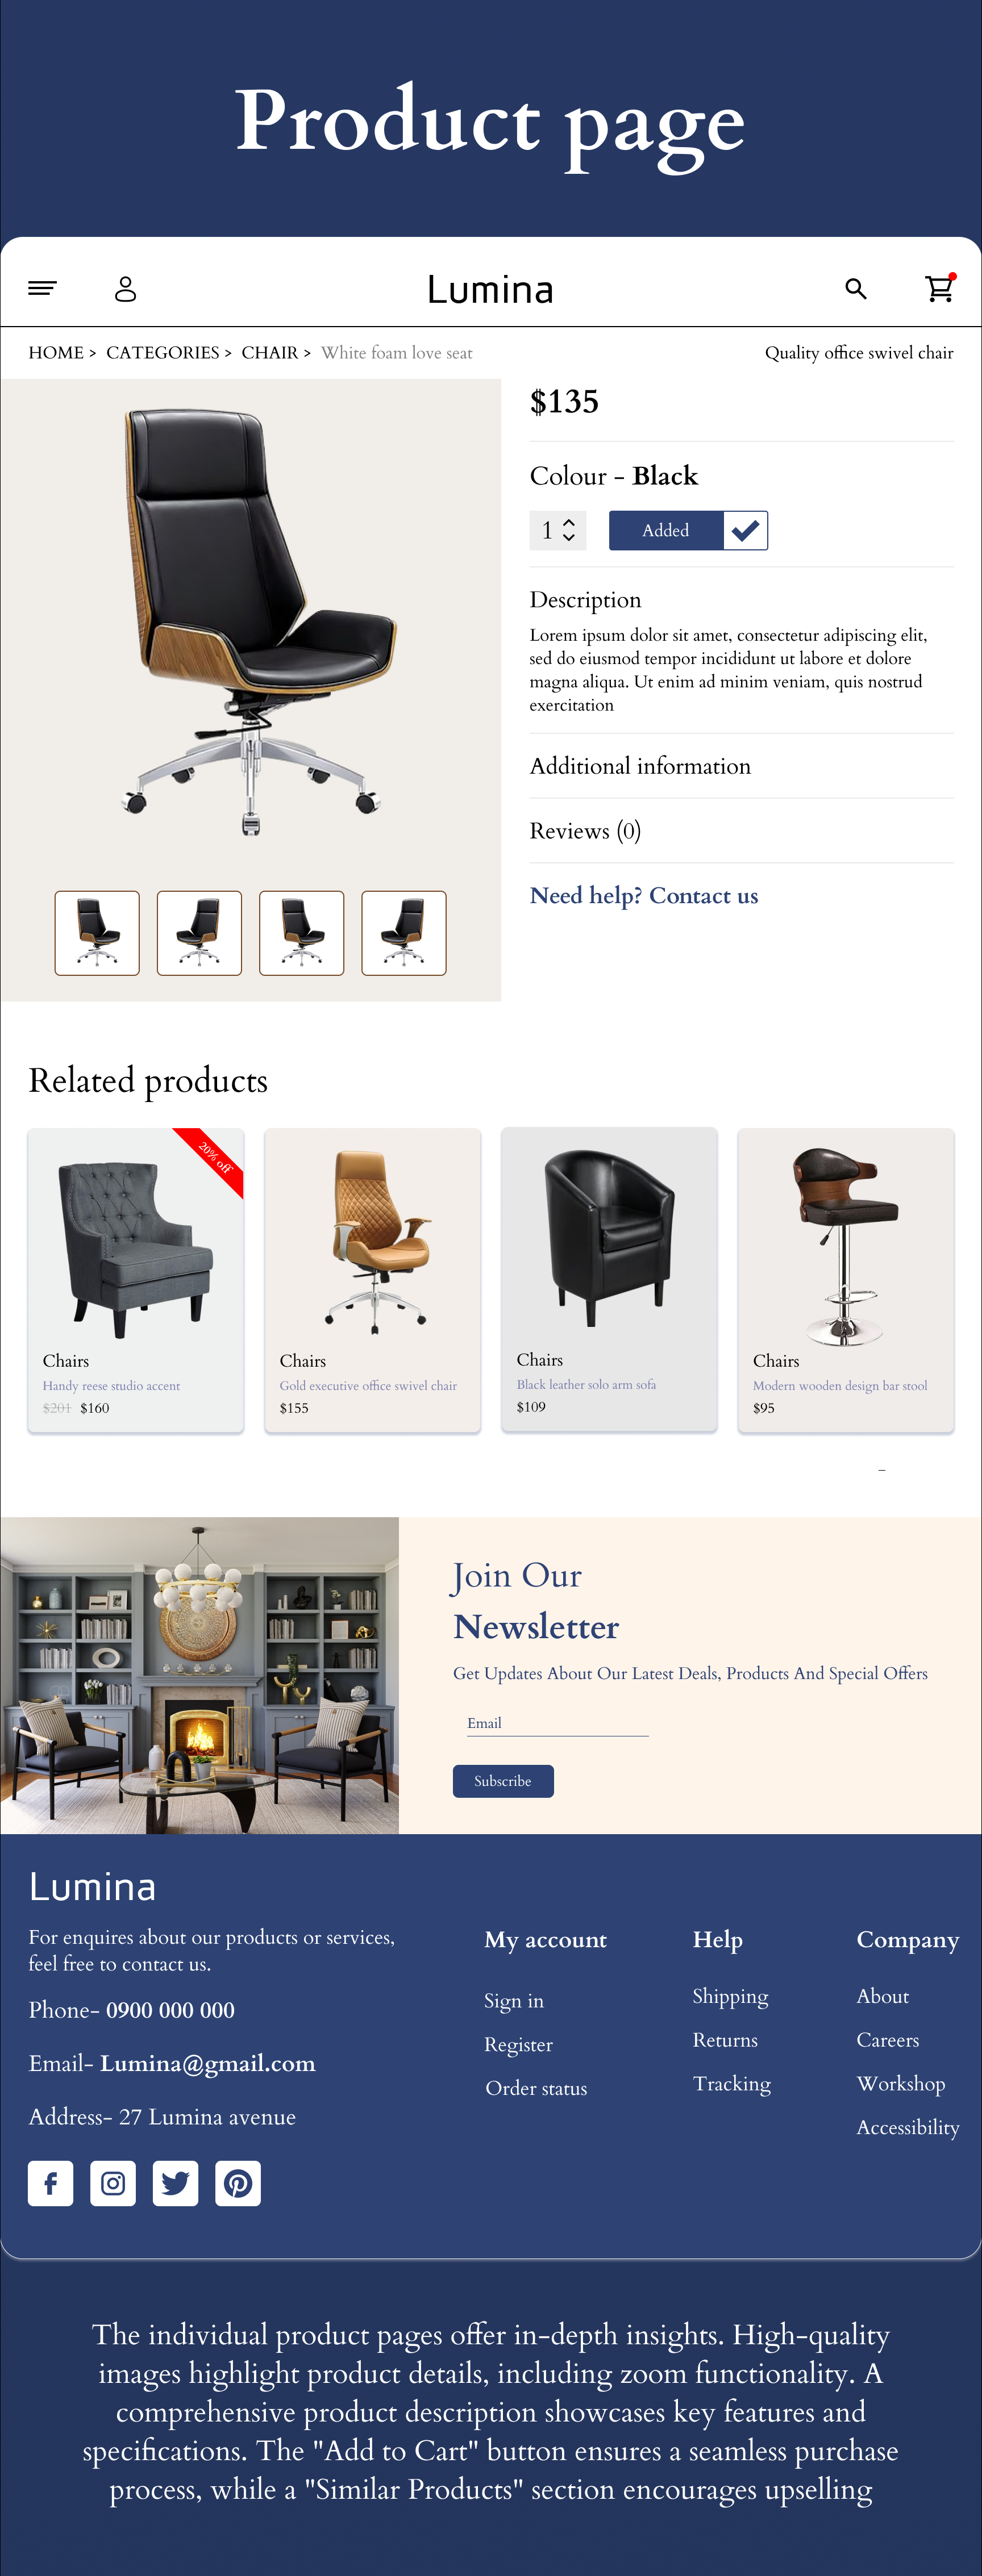 Product page
Lumina
HOME > CATEGORIES > CHAIR > White foam love seat
Quality office swivel chair
$135
Colour - Black
1
Added
Description
Lorem ipsum dolor sit amet, consectetur adipiscing elit,
sed do eiusmod tempor incididunt ut labore et dolore
magna aliqua. Ut enim ad minim veniam, quis nostrud
exercitation
Additional information
Reviews (0)
Need help? Contact us
Related products
20% off
Chairs
Handy reese studio accent
$201 $160
Chairs
Gold executive office swivel chair
$155
Chairs
Black leather solo arm sofa
$109
Chairs
Modern wooden design bar stool
$95
Join Our
Newsletter
Get Updates About Our Latest Deals, Products And Special Offers
Email
Subscribe
Lumina
For enquires about our products or services,
feel free to contact us.
Phone- 0900 000 000
Email- Lumina@gmail.com
Address- 27 Lumina avenue
My account
Sign in
Register
Order status
Help
Shipping
Returns
Tracking
Company
About
Careers
Workshop
Accessibility
The individual product pages offer in-depth insights. High-quality
images highlight product details, including zoom functionality. A
comprehensive product description showcases key features and
specifications. The "Add to Cart" button ensures a seamless purchase
process, while a "Similar Products" section encourages upselling